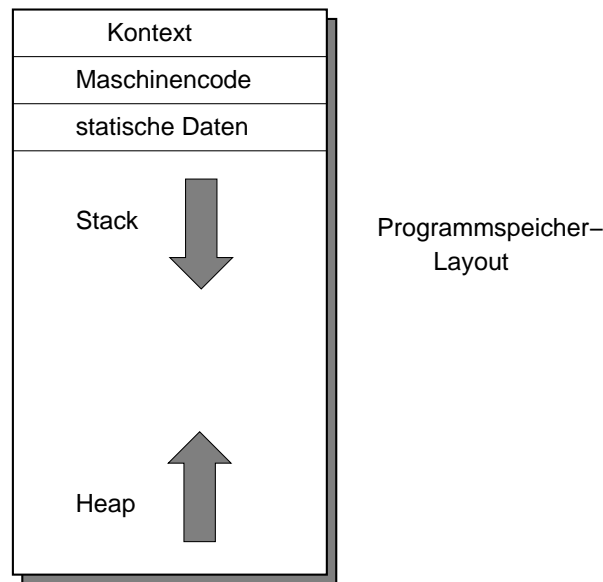 Kontext
Maschinencode
statische Daten
Stack
Programmspeicher−
Layout
Heap